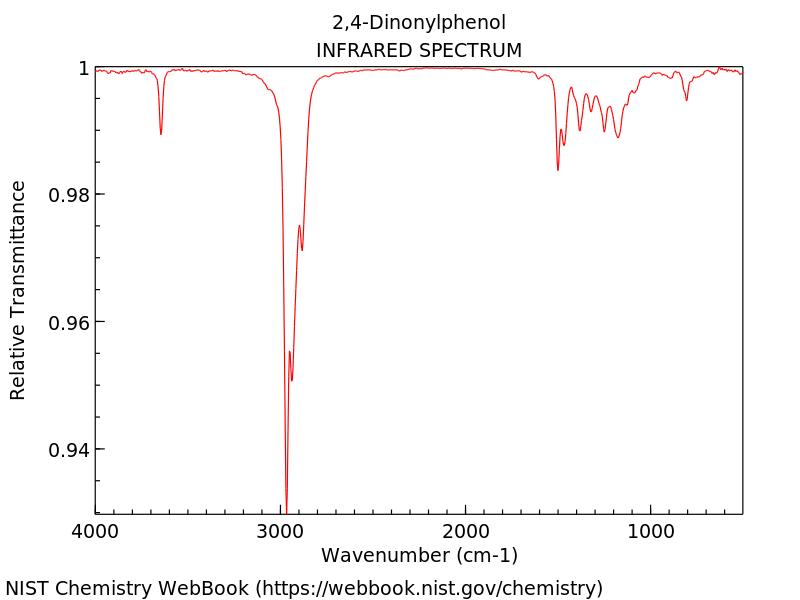 2,4-Dinonylphenol
INFRARED SPECTRUM
1
0.98
0.96
0.94
Relative Transmittance
4000 3000 2000 1000
Wavenumber (cm-1)
NIST Chemistry WebBook (https://webbook.nist.gov/chemistry)